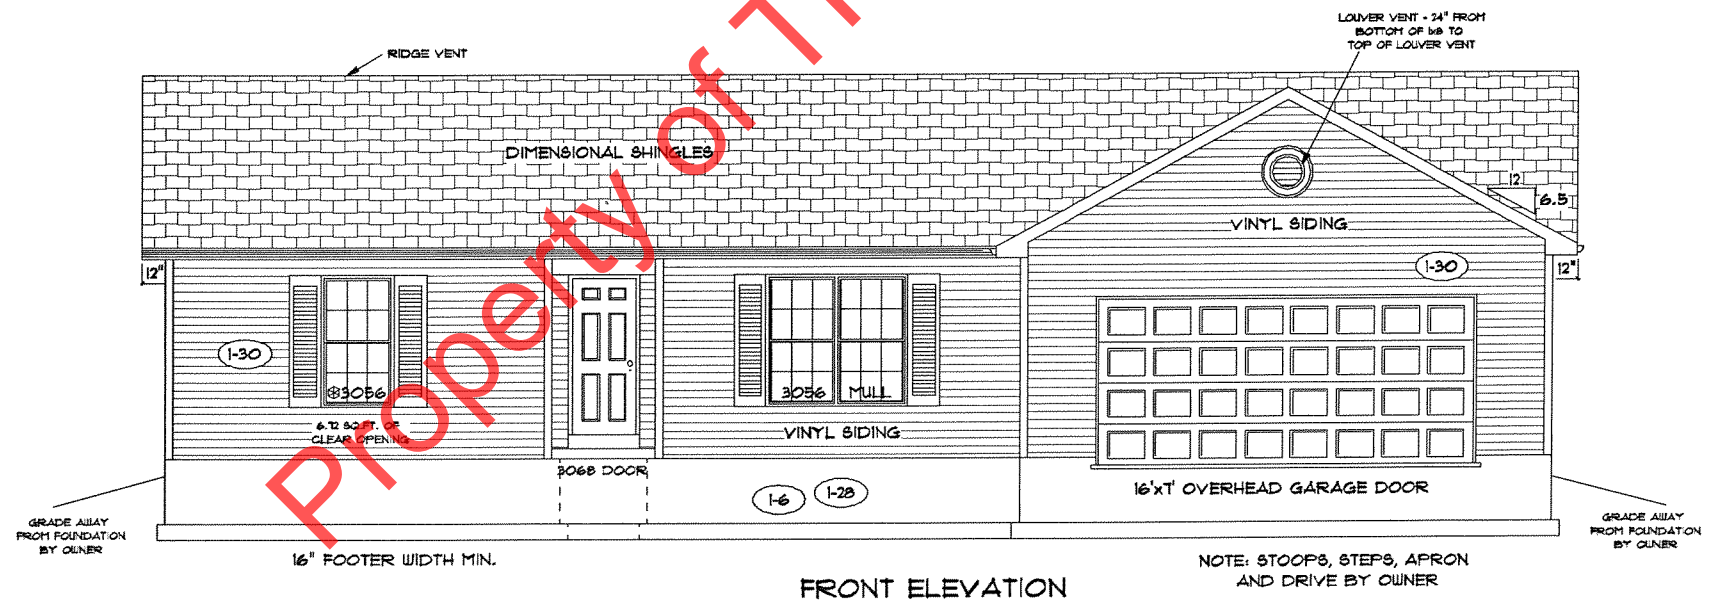 LOUVER VENT - 24" FROM
BOTTOM OF 1x8 TO
TOP OF LOUVER VENT
RIDGE VENT
DIMENSIONAL SHINGLES
12
6.5
VINYL SIDING
12"
1-30
12"
1-30
3056
3056 MULL
6.72 SQ.FT. OF
CLEAR OPENING
VINYL SIDING
3068 DOOR
16'x7' OVERHEAD GARAGE DOOR
1-6
1-28
GRADE AWAY
FROM FOUNDATION
BY OWNER
GRADE AWAY
FROM FOUNDATION
BY OWNER
16" FOOTER WIDTH MIN.
NOTE: STOOPS, STEPS, APRON
AND DRIVE BY OWNER
FRONT ELEVATION
Property of